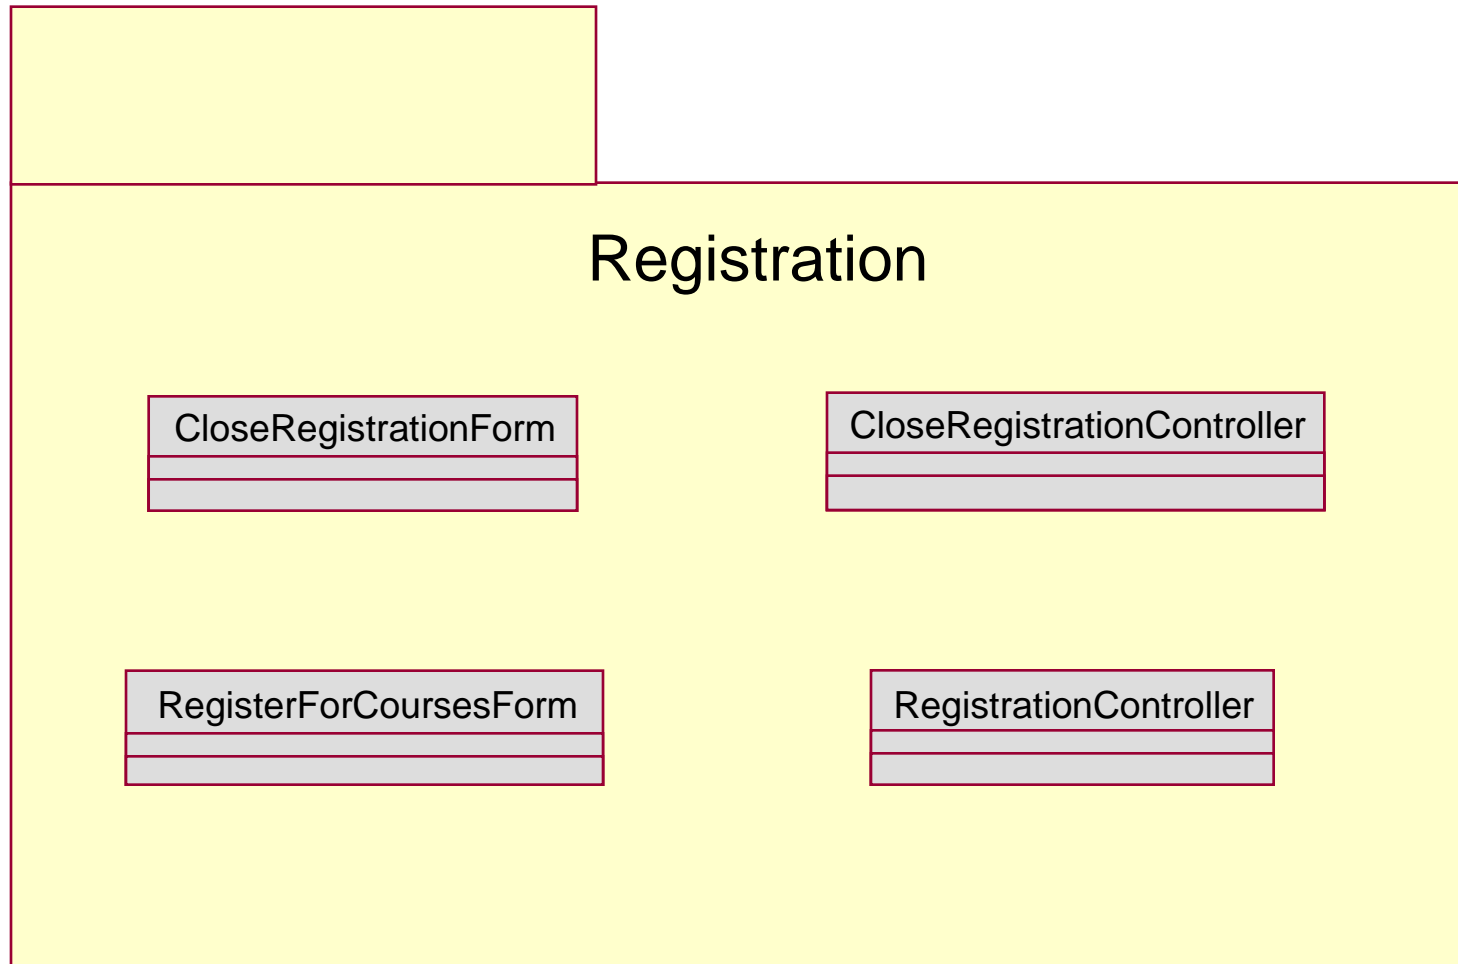 Registration
CloseRegistrationForm
CloseRegistrationController
RegisterForCoursesForm
RegistrationController